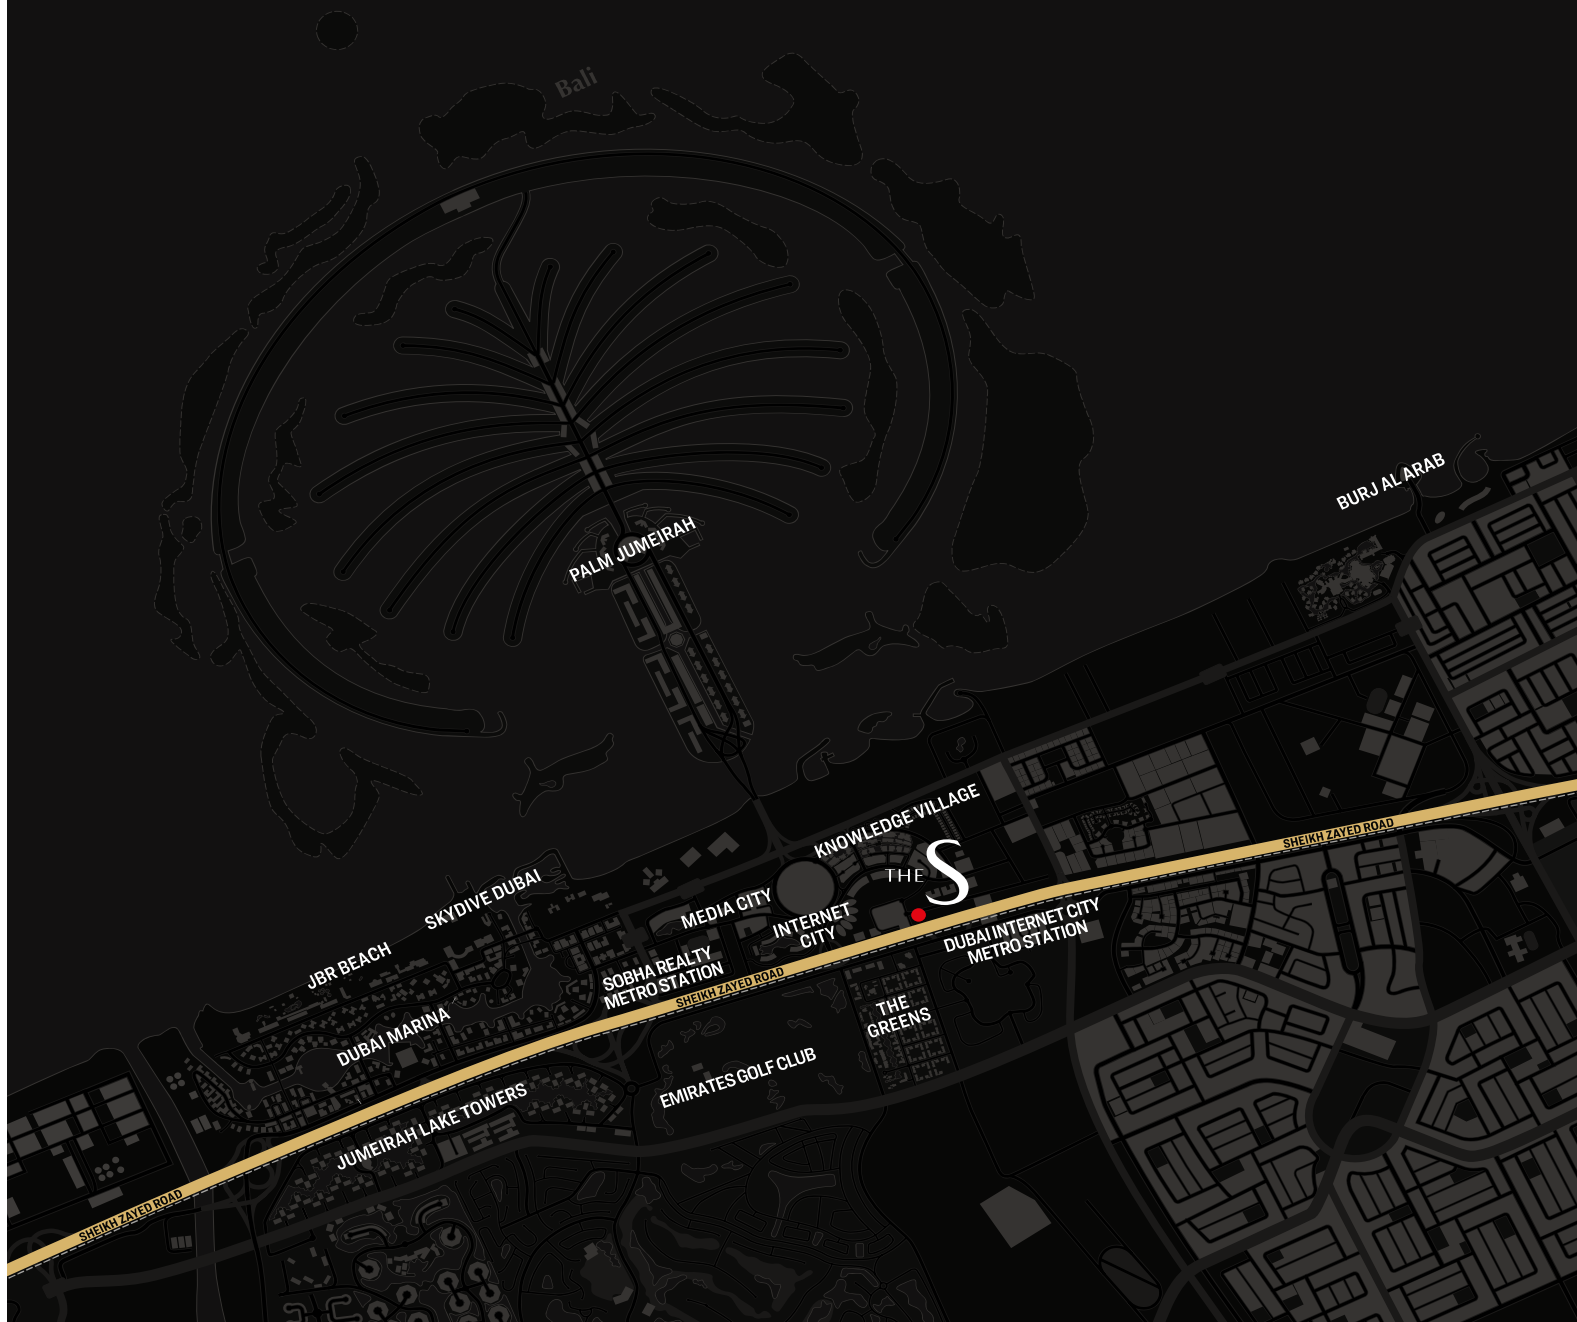 Bali
BURJ AL ARAB
PALM JUMEIRAH
KNOWLEDGE VILLAGE
SHEIKH ZAYED ROAD
THE S
SKYDIVE DUBAI
MEDIA CITY
INTERNET
CITY
DUBAI INTERNET CITY
METRO STATION
JBR BEACH
SOBHA REALTY
METRO STATION
SHEIKH ZAYED ROAD
THE
GREENS
DUBAI MARINA
EMIRATES GOLF CLUB
JUMEIRAH LAKE TOWERS
SHEIKH ZAYED ROAD